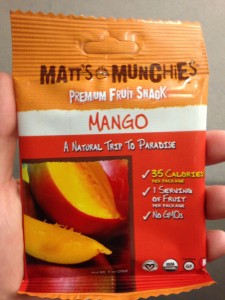 MATT'S MUNCHIES
PREMIUM FRUIT SNACK
MANGO
A NATURAL TRIP TO PARADISE
35 CALORIES
PER PACKAGE
1 SERVING
OF FRUIT
PER PACKAGE
NO GMOS